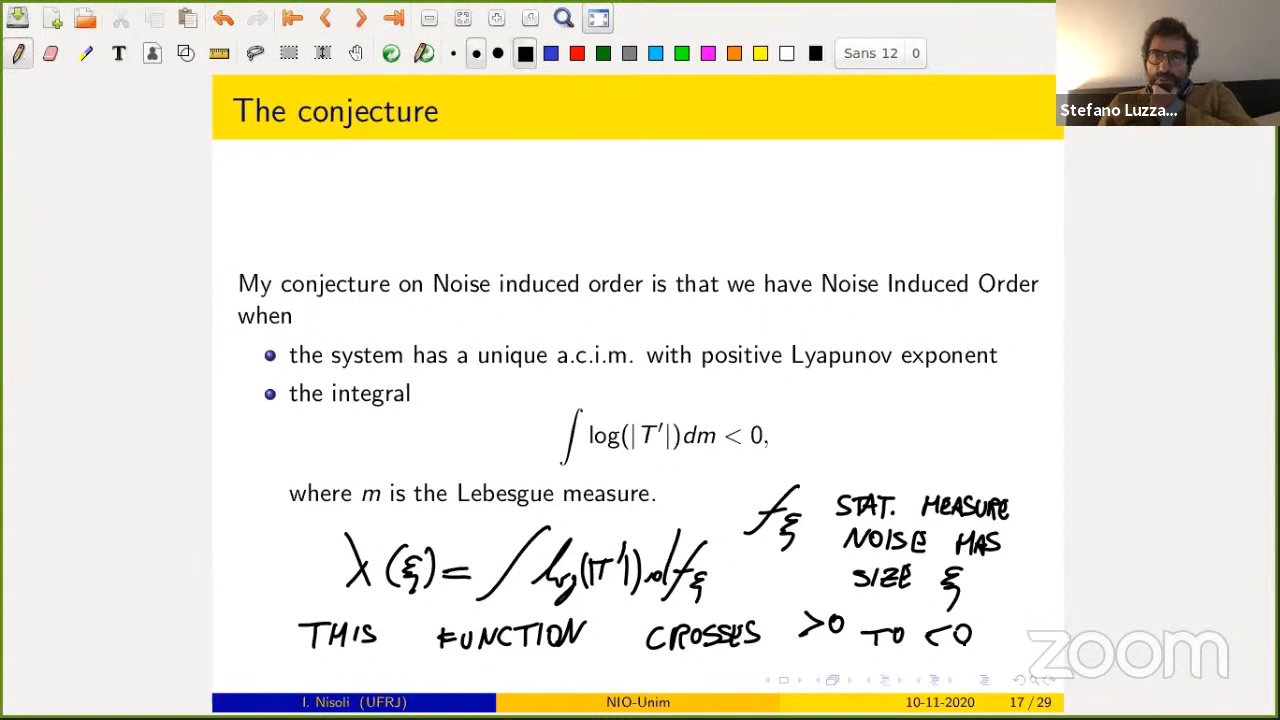 Sans 12 0
Stefano Luzza...
The conjecture
My conjecture on Noise induced order is that we have Noise Induced Order
when
the system has a unique a.c.i.m. with positive Lyapunov exponent
the integral
∫ log(|T′|)dm < 0,
where m is the Lebesgue measure.
f_ξ STAT. MEASURE
NOISE HAS
SIZE ξ
λ(ξ) = ∫ log(|T′|) df_ξ
THIS FUNCTION CROSSES >0 TO <0
zoom
I. Nisoli (UFRJ) NIO-Unim 10-11-2020 17 / 29